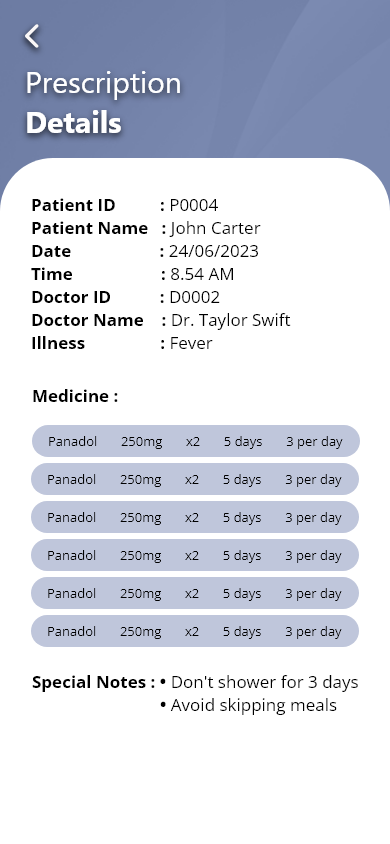 Prescription
Details
Patient ID : P0004
Patient Name : John Carter
Date : 24/06/2023
Time : 8.54 AM
Doctor ID : D0002
Doctor Name : Dr. Taylor Swift
Illness : Fever
Medicine :
Panadol 250mg x2 5 days 3 per day
Panadol 250mg x2 5 days 3 per day
Panadol 250mg x2 5 days 3 per day
Panadol 250mg x2 5 days 3 per day
Panadol 250mg x2 5 days 3 per day
Panadol 250mg x2 5 days 3 per day
Special Notes : • Don't shower for 3 days
• Avoid skipping meals